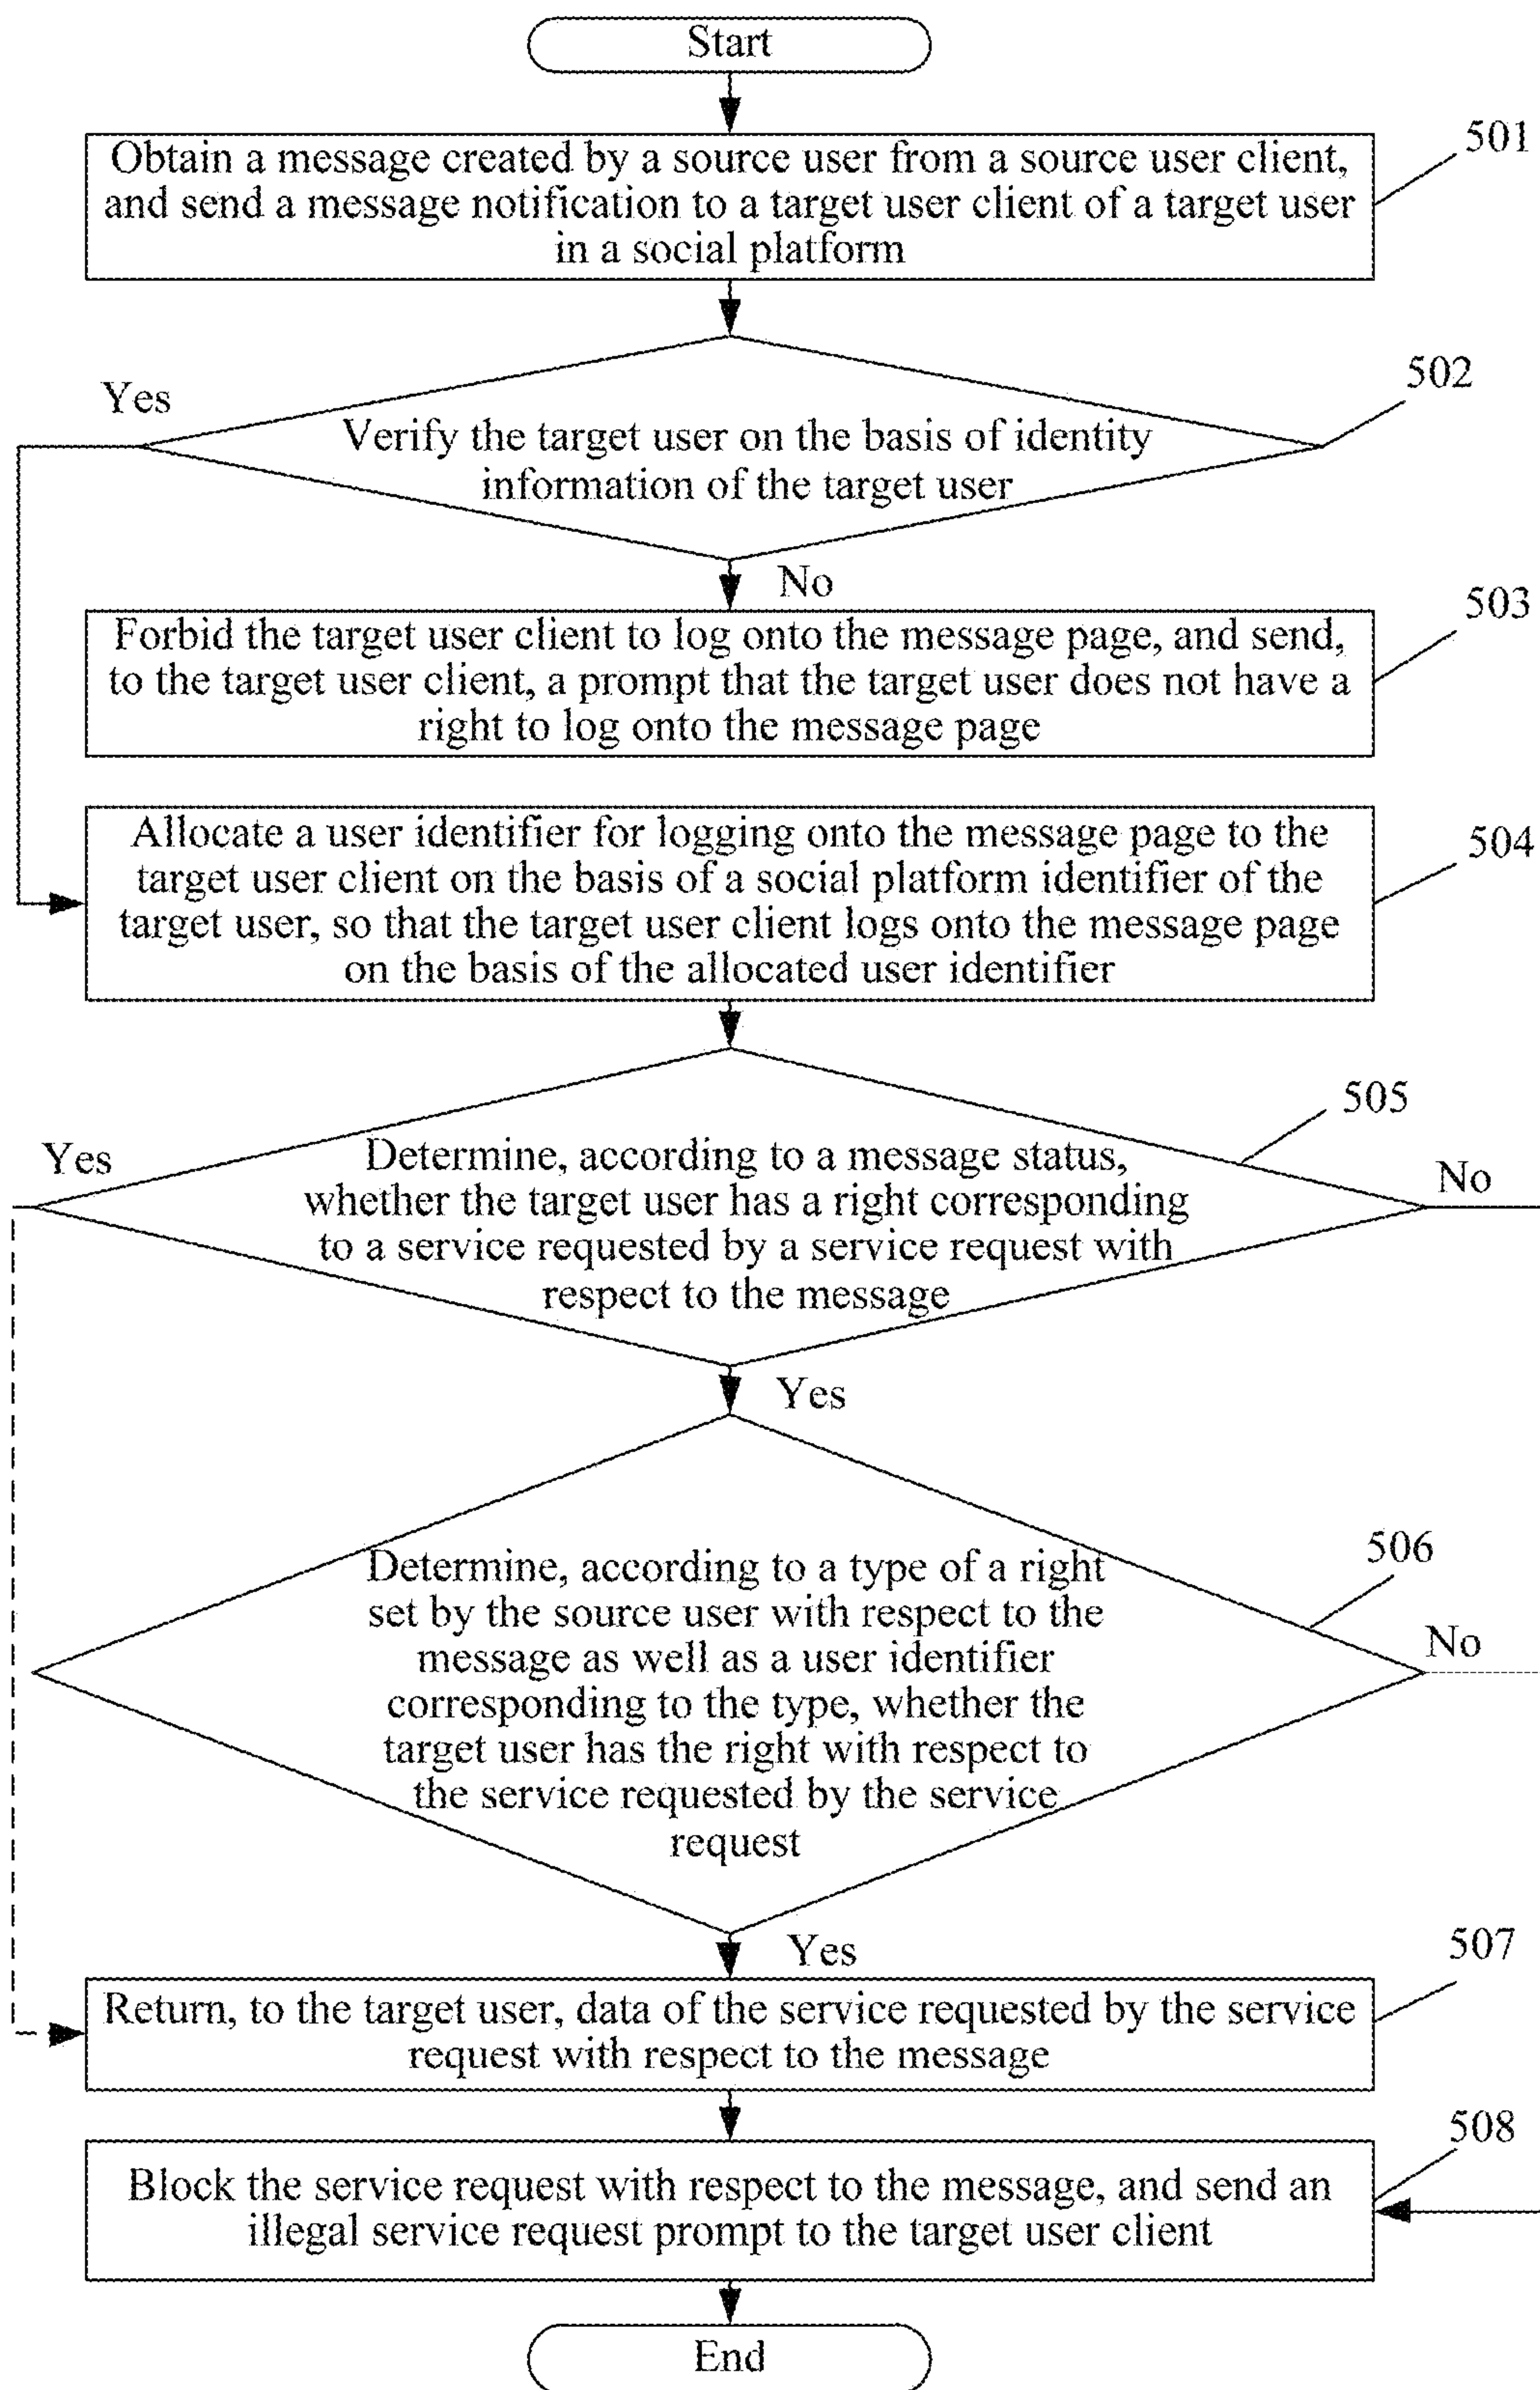 Start
501
Obtain a message created by a source user from a source user client,
and send a message notification to a target user client of a target user
in a social platform
502
Yes
Verify the target user on the basis of identity
information of the target user
No
503
Forbid the target user client to log onto the message page, and send,
to the target user client, a prompt that the target user does not have a
right to log onto the message page
504
Allocate a user identifier for logging onto the message page to the
target user client on the basis of a social platform identifier of the
target user, so that the target user client logs onto the message page
on the basis of the allocated user identifier
505
Yes
Determine, according to a message status,
whether the target user has a right corresponding
to a service requested by a service request with
respect to the message
No
Yes
506
Determine, according to a type of a right
set by the source user with respect to the
message as well as a user identifier
corresponding to the type, whether the
target user has the right with respect to
the service requested by the service
request
No
Yes
507
Return, to the target user, data of the service requested by the service
request with respect to the message
508
Block the service request with respect to the message, and send an
illegal service request prompt to the target user client
End